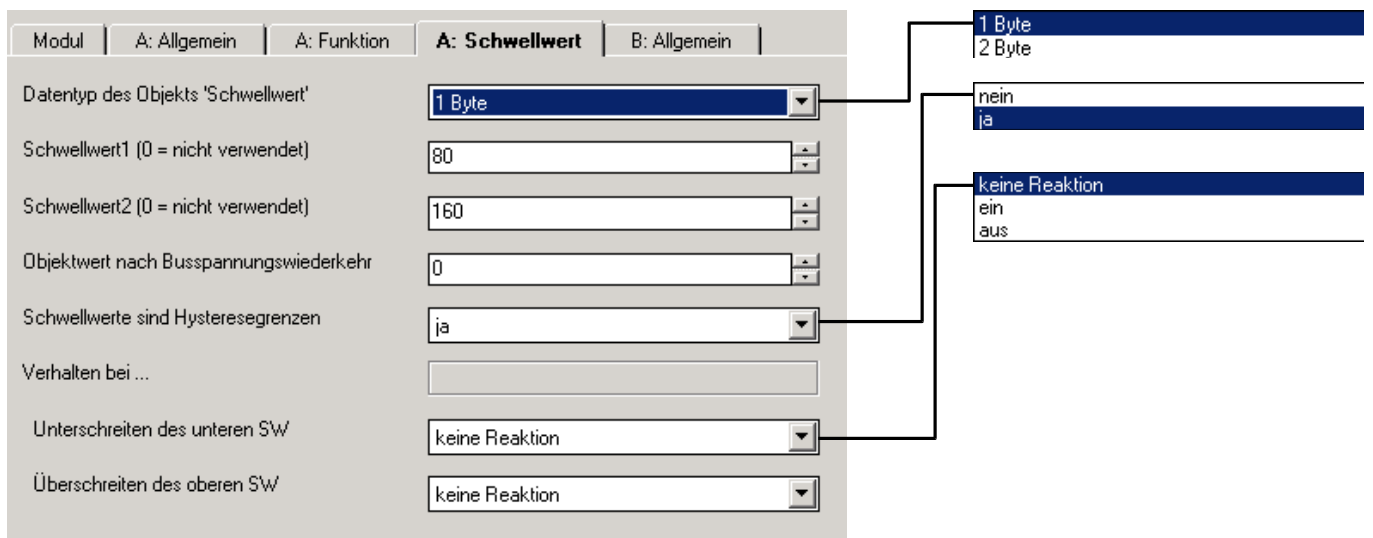 Modul A: Allgemein A: Funktion A: Schwellwert B: Allgemein
Datentyp des Objekts 'Schwellwert' 1 Byte
Schwellwert1 (0 = nicht verwendet) 80
Schwellwert2 (0 = nicht verwendet) 160
Objektwert nach Busspannungswiederkehr 0
Schwellwerte sind Hysteresegrenzen ja
Verhalten bei ...
Unterschreiten des unteren SW keine Reaktion
Überschreiten des oberen SW keine Reaktion
1 Byte
2 Byte
nein
ja
keine Reaktion
ein
aus